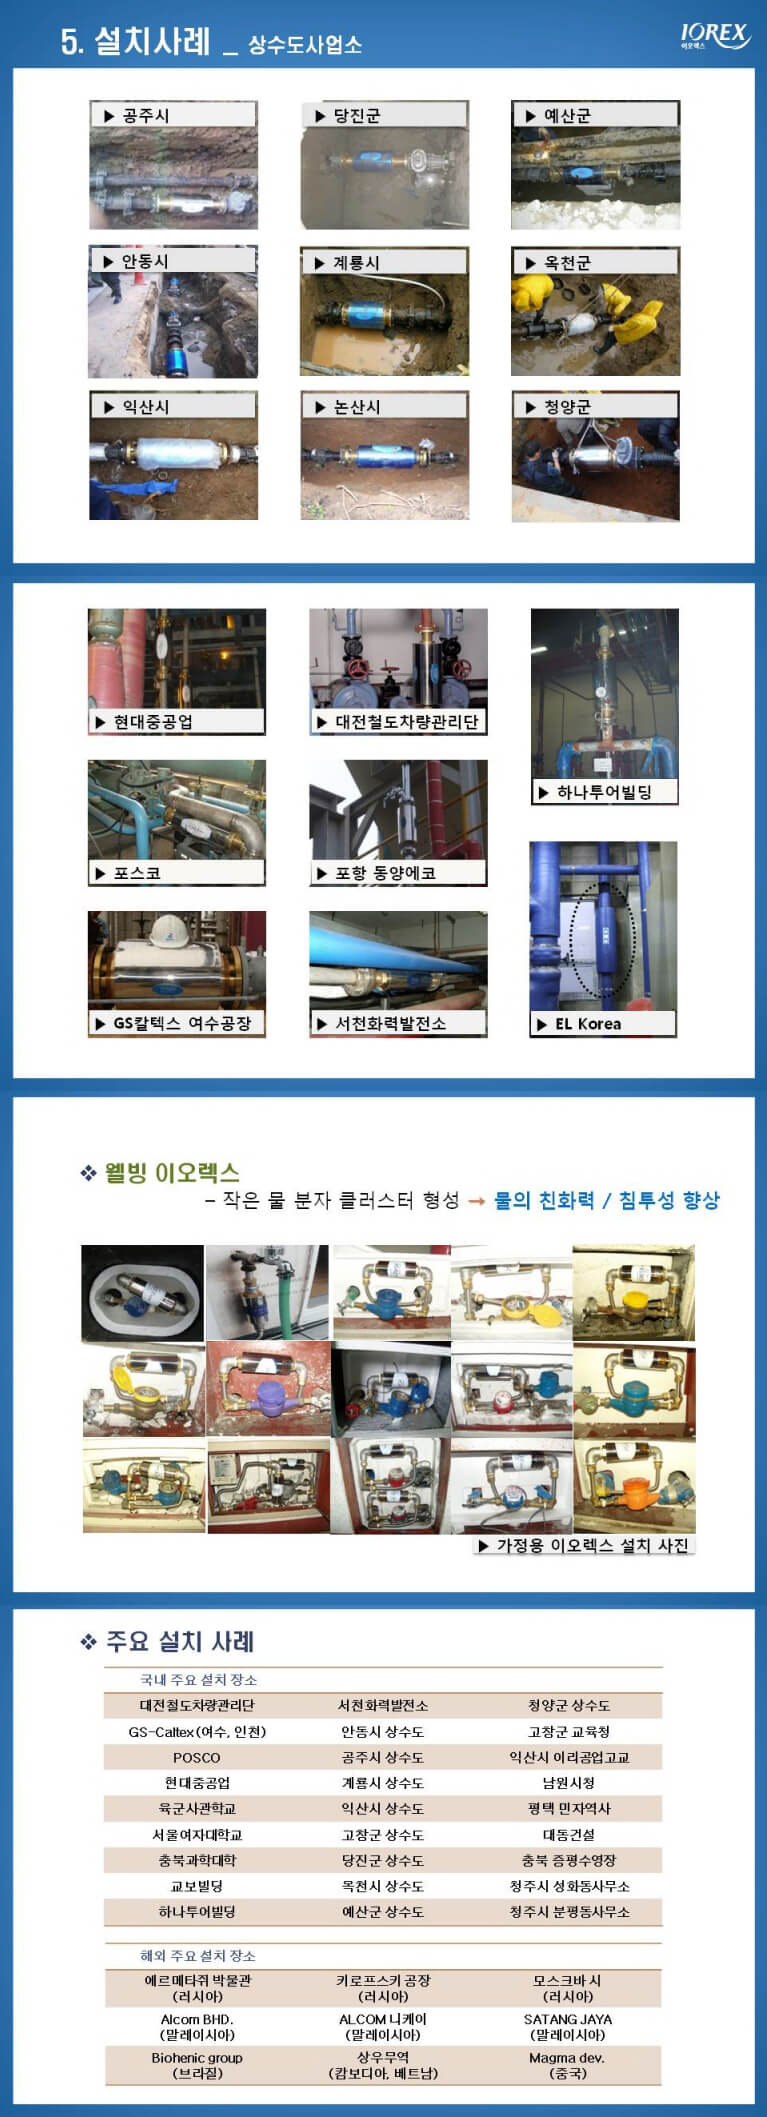 5. 설치사례 _ 상수도사업소
IOREX
이오렉스
▶ 공주시
▶ 당진군
▶ 예산군
▶ 안동시
▶ 계룡시
▶ 옥천군
▶ 익산시
▶ 논산시
▶ 청양군
▶ 현대중공업
▶ 대전철도차량관리단
▶ 하나투어빌딩
▶ 포스코
▶ 포항 동양에코
▶ GS칼텍스 여수공장
▶ 서천화력발전소
▶ EL Korea
❖ 웰빙 이오렉스
- 작은 물 분자 클러스터 형성 → 물의 친화력 / 침투성 향상
▶ 가정용 이오렉스 설치 사진
❖ 주요 설치 사례
국내 주요 설치 장소
대전철도차량관리단 서천화력발전소 청양군 상수도
GS-Caltex(여수, 인천) 안동시 상수도 고창군 교육청
POSCO 공주시 상수도 익산시 이리공업고교
현대중공업 계룡시 상수도 남원시청
육군사관학교 익산시 상수도 평택 민자역사
서울여자대학교 고창군 상수도 대동건설
충북과학대학 당진군 상수도 충북 증평수영장
교보빌딩 옥천시 상수도 청주시 성화동사무소
하나투어빌딩 예산군 상수도 청주시 분평동사무소
해외 주요 설치 장소
에르메타쥐 박물관 키로프스키 공장 모스크바 시
(러시아) (러시아) (러시아)
Alcom BHD. ALCOM 니케이 SATANG JAYA
(말레이시아) (말레이시아) (말레이시아)
Biohenic group 상우무역 Magma dev.
(브라질) (캄보디아, 베트남) (중국)